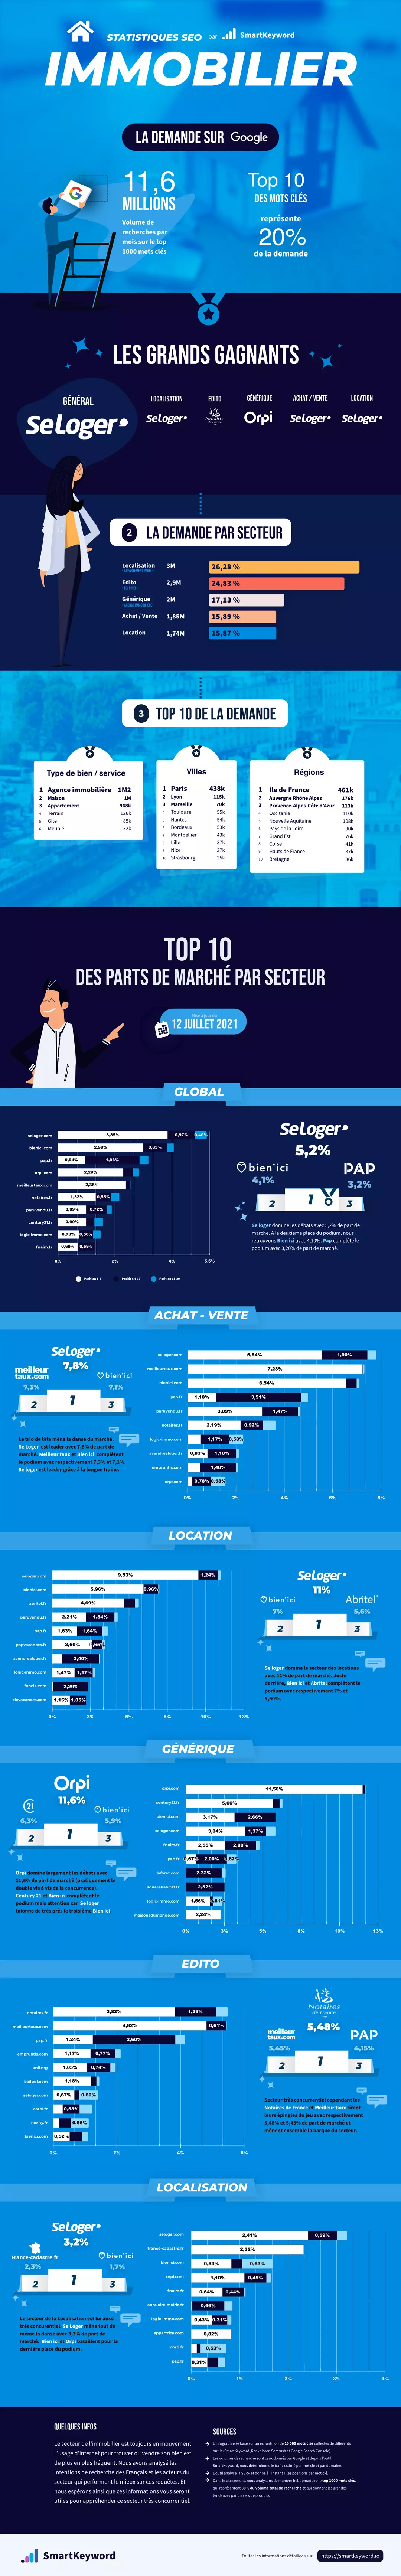 STATISTIQUES SEO par SmartKeyword
IMMOBILIER
LA DEMANDE SUR Google
11,6
MILLIONS
Volume de
recherches par
mois sur le top
1000 mots clés
Top 10
DES MOTS CLÉS
représente
20%
de la demande
LES GRANDS GAGNANTS
GÉNÉRAL
SeLoger
LOCALISATION
SeLoger
EDITO
Notaires
de France
GÉNÉRIQUE
Orpi
ACHAT / VENTE
SeLoger
LOCATION
SeLoger
2 LA DEMANDE PAR SECTEUR
Localisation 3M 26,28 %
Edito 2,9M 24,83 %
Générique 2M 17,13 %
Achat / Vente 1,85M 15,89 %
Location 1,74M 15,87 %
3 TOP 10 DE LA DEMANDE
Type de bien / service
1 Agence immobilière 1M2
2 Maison 1M
3 Appartement 968k
4 Terrain 126k
5 Gite 85k
6 Meublé 32k
Villes
1 Paris 438k
2 Lyon 115k
3 Marseille 70k
4 Toulouse 55k
5 Nantes 54k
6 Bordeaux 53k
7 Montpellier 43k
8 Lille 37k
9 Nice 27k
10 Strasbourg 25k
Régions
1 Ile de France 461k
2 Auvergne Rhône Alpes 176k
3 Provence-Alpes-Côte d'Azur 113k
4 Occitanie 110k
5 Nouvelle Aquitaine 108k
6 Pays de la Loire 90k
7 Grand Est 76k
8 Corse 41k
9 Hauts de France 37k
10 Bretagne 36k
TOP 10
DES PARTS DE MARCHÉ PAR SECTEUR
12 JUILLET 2021
GLOBAL
seloger.com 3,85% 0,97% 0,40%
bienici.com 2,99% 0,83%
pap.fr 0,94% 1,93%
orpi.com 2,29%
meilleurtaux.com 2,38%
notaires.fr 1,32% 0,55%
paruvendu.fr 0,99% 0,72%
century21.fr 0,99%
logic-immo.com 0,73% 0,56%
fnaim.fr 0,69% 0,59%
0% 2% 4% 5,5%
Position 1-3 Position 4-10 Position 11-20
SeLoger
5,2%
bien'ici
4,1%
PAP
3,2%
2 1 3
Se loger domine les débats avec 5,2% de part de
marché. A la deuxième place du podium, nous
retrouvons Bien ici avec 4,10%. Pap complète le
podium avec 3,20% de part de marché.
ACHAT - VENTE
SeLoger
7,8%
meilleur
taux.com
7,3%
bien'ici
7,1%
2 1 3
Le trio de tête mène la danse du marché.
Se Loger est leader avec 7,8% de part de
marché. Meilleur taux et Bien ici complètent
le podium avec respectivement 7,3% et 7,1%.
Se loger est leader grâce à la longue traine.
seloger.com 5,54% 1,90%
meilleurtaux.com 7,23%
bienici.com 6,54%
pap.fr 1,18% 3,51%
paruvendu.fr 3,09% 1,47%
notaires.fr 2,19% 0,92%
logic-immo.com 1,17% 0,58%
avendrealouer.fr 0,83% 1,18%
empruntis.com 1,48%
orpi.com 0,78% 0,58%
0% 2% 4% 6% 8%
LOCATION
seloger.com 9,53% 1,24%
bienici.com 5,96% 0,96%
abritel.fr 4,69%
paruvendu.fr 2,21% 1,84%
pap.fr 1,63% 1,64%
papvacances.fr 2,60%
avendrealouer.fr 2,40%
logic-immo.com 1,47% 1,17%
foncia.com 2,29%
clevacances.com 1,15% 1,05%
0% 3% 5% 8% 10% 13%
SeLoger
11%
bien'ici
7%
Abritel
5,6%
2 1 3
Se loger domine le secteur des locations
avec 11% de part de marché. Juste
derrière, Bien ici et Abritel complètent le
podium avec respectivement 7% et
5,60%.
GÉNÉRIQUE
Orpi
11,6%
21
6,3%
bien'ici
5,9%
2 1 3
Orpi domine largement les débats avec
11,6% de part de marché (pratiquement le
double vis à vis de la concurrence).
Century 21 et Bien ici complètent le
podium mais attention car Se loger
talonne de très près le troisième Bien ici
orpi.com 11,50%
century21.fr 5,66%
bienici.com 3,17% 2,66%
seloger.com 3,84% 1,37%
fnaim.fr 2,55% 2,00%
pap.fr 0,67% 2,00%
laforet.com 2,32%
squarehabitat.fr 2,52%
logic-immo.com 1,56%
maisonsdumonde.com 2,24%
0% 3% 5% 8% 10% 13%
EDITO
notaires.fr 3,82% 1,29%
meilleurtaux.com 4,82% 0,61%
pap.fr 1,24% 2,60%
empruntis.com 1,17% 0,77%
anil.org 1,05% 0,74%
bailpdf.com 1,18%
seloger.com 0,67% 0,60%
cafpi.fr 0,53%
nexity.fr 0,56%
bienici.com 0,52%
0% 2% 4% 6%
Notaires
de France
5,48%
meilleur
taux.com
5,45%
PAP
4,15%
2 1 3
Secteur très concurrentiel cependant les
Notaires de France et Meilleur taux tirent
leurs épingles du jeu avec respectivement
5,48% et 5,45% de part de marché et
mènent ensemble la barque du secteur.
LOCALISATION
SeLoger
3,2%
France-cadastre.fr
2,3%
bien'ici
1,7%
2 1 3
Le secteur de la Localisation est lui aussi
très concurrentiel. Se Loger mène tout de
même la danse avec 3,2% de part de
marché. Bien ici et Orpi bataillent pour la
dernière place du podium.
seloger.com 2,41% 0,59%
france-cadastre.fr 2,32%
bienici.com 0,83% 0,63%
orpi.com 1,10% 0,45%
fnaim.fr 0,64% 0,44%
annuaire-mairie.fr 0,66%
logic-immo.com 0,43% 0,31%
oppertcity.com 0,82%
0,53%
pap.fr 0,31%
0% 1% 2% 3% 4%
QUELQUES INFOS
Le secteur de l'immobilier est toujours en mouvement.
L'usage d'internet pour trouver ou vendre son bien est
de plus en plus fréquent. Nous avons analysé les
intentions de recherche des Français et les acteurs du
secteur qui performent le mieux sur ces requêtes. Et
nous espérons ainsi que ces informations vous seront
utiles pour appréhender ce secteur très concurrentiel.
SOURCES
L'infographie se base sur un échantillon de 10 000 mots clés collectés de différents
outils (Smartkeyword, Ranxplorer, Semrush et Google Search Console)
Les volumes de recherche sont ceux donnés par Google et depuis l'outil
Smartkeyword, nous déterminons le trafic estimé par mot clé et par domaine.
L'outil analyse la SERP et donne à l'instant T les positions par mot clé.
Dans le classement, nous analysons de manière hebdomadaire le top 1000 mots clés,
qui représentent 80% du volume total de recherche et qui donnent les grandes
tendances par univers de produits.
SmartKeyword
Toutes les informations détaillées sur https://smartkeyword.io